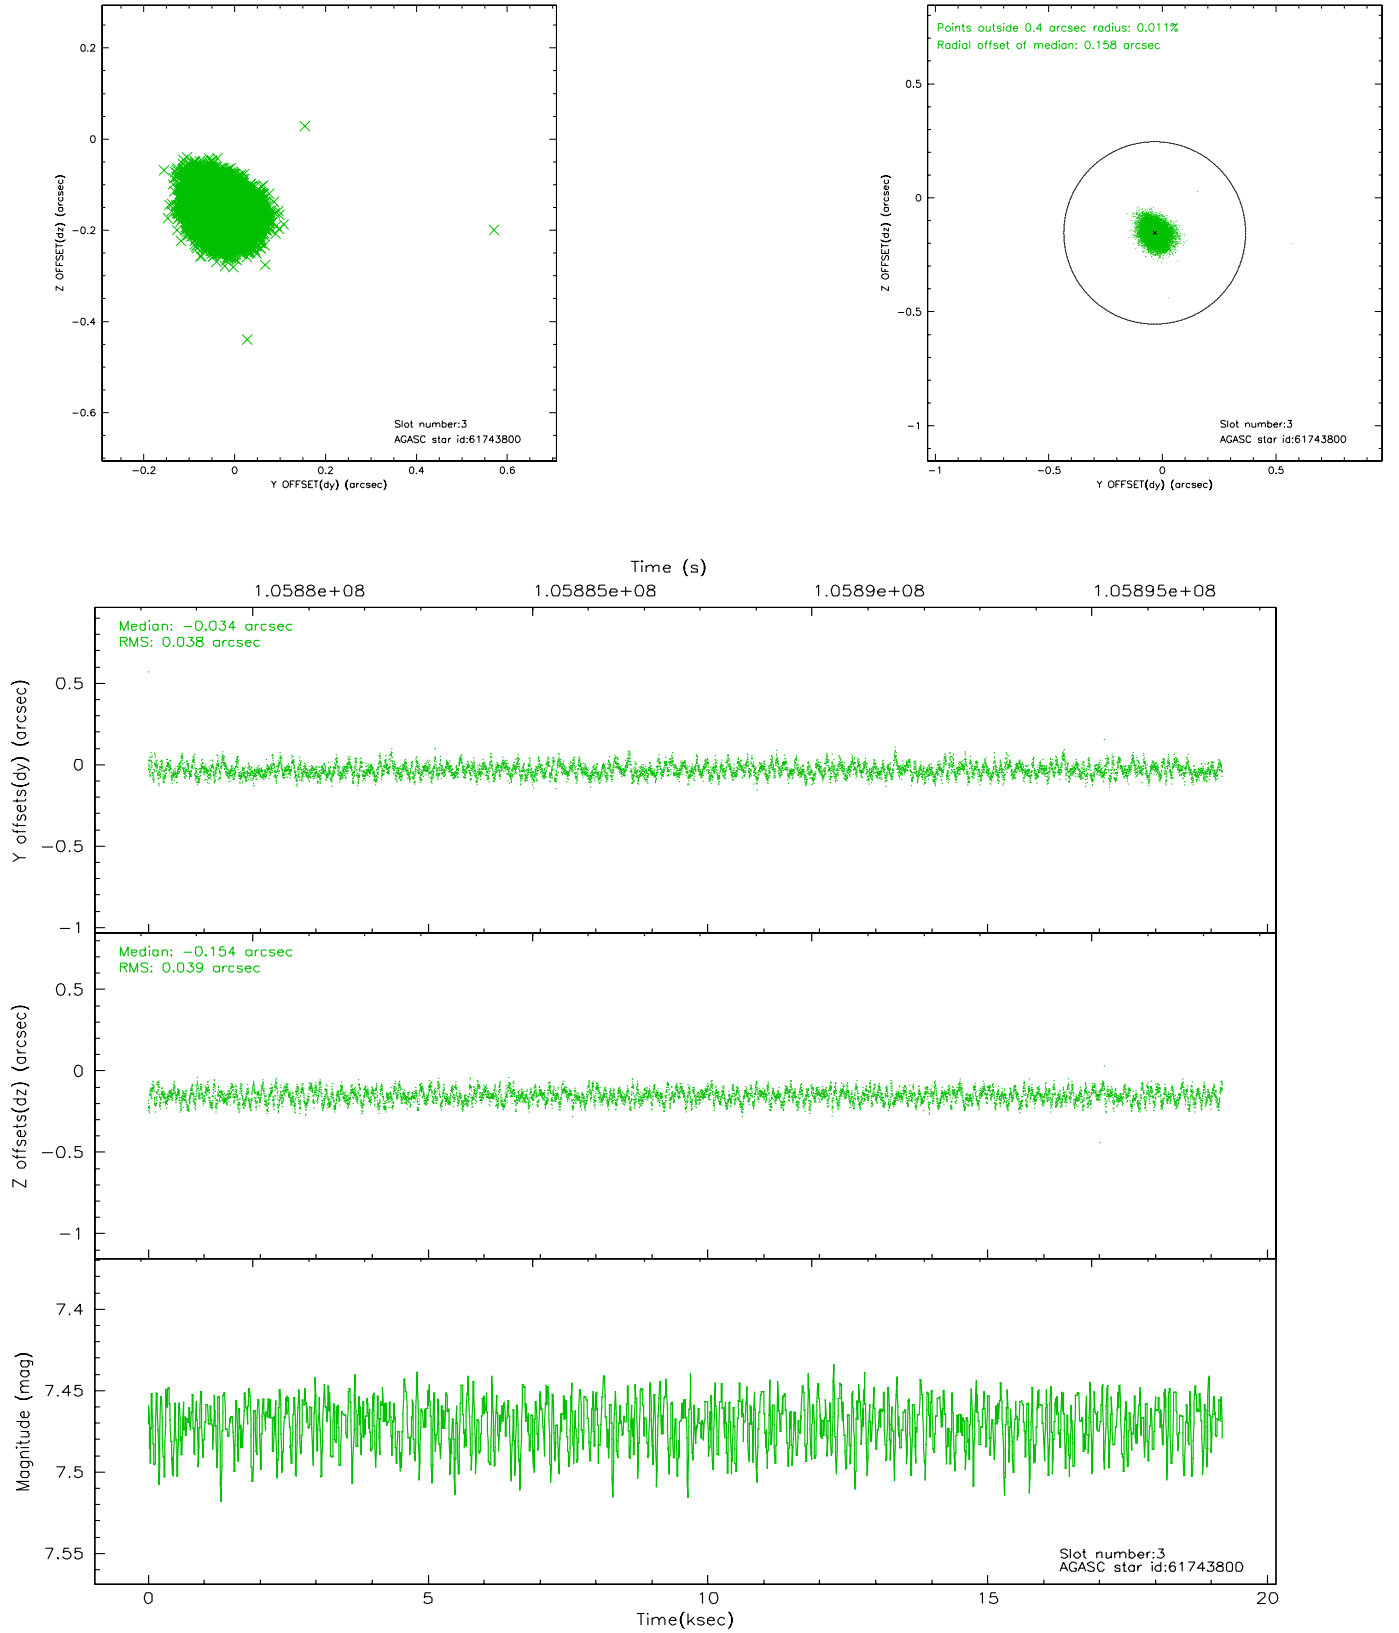 0.2
0
-0.2
-0.4
-0.6
Z OFFSET(dz) (arcsec)
Slot number:3
AGASC star id:61743800
-0.2 0 0.2 0.4 0.6
Y OFFSET(dy) (arcsec)
Points outside 0.4 arcsec radius: 0.011%
Radial offset of median: 0.158 arcsec
0.5
0
-0.5
-1
Z OFFSET(dz) (arcsec)
Slot number:3
AGASC star id:61743800
-1 -0.5 0 0.5
Y OFFSET(dy) (arcsec)
Time (s)
1.0588e+08 1.05885e+08 1.0589e+08 1.05895e+08
Median: -0.034 arcsec
RMS: 0.038 arcsec
0.5
0
-0.5
-1
Y offsets(dy) (arcsec)
Median: -0.154 arcsec
RMS: 0.039 arcsec
0.5
0
-0.5
-1
Z offsets(dz) (arcsec)
7.4
7.45
7.5
7.55
Magnitude (mag)
Slot number:3
AGASC star id:61743800
0 5 10 15 20
Time(ksec)